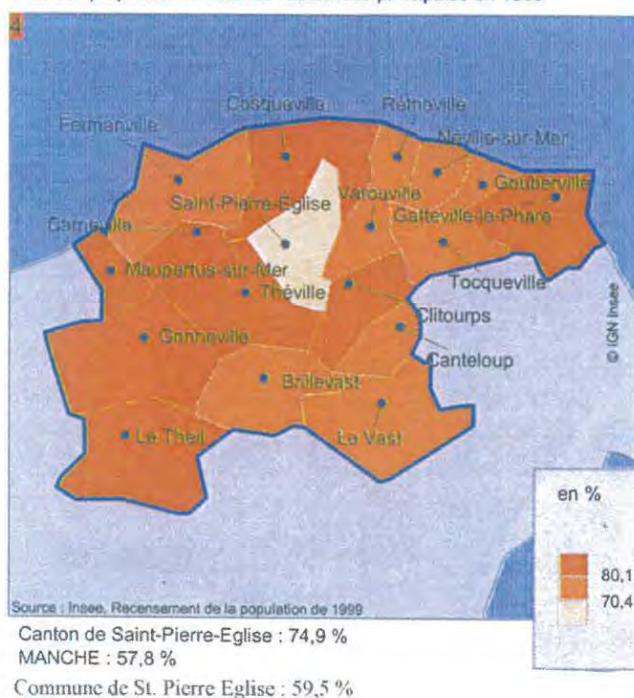 4
Cosqueville
Réthoville
Fermanville
Néville-sur-Mer
Gouberville
Saint-Pierre-Église
Varouville
Gatteville-le-Phare
Carneville
Maupertus-sur-Mer
Tocqueville
Théville
Clitourps
Gonneville
Canteloup
Brillevast
Le Theil
Le Vast
© IGN Insee
en %
80,1
70,4
Source : Insee, Recensement de la population de 1999
Canton de Saint-Pierre-Eglise : 74,9 %
MANCHE : 57,8 %
Commune de St. Pierre Eglise : 59,5 %